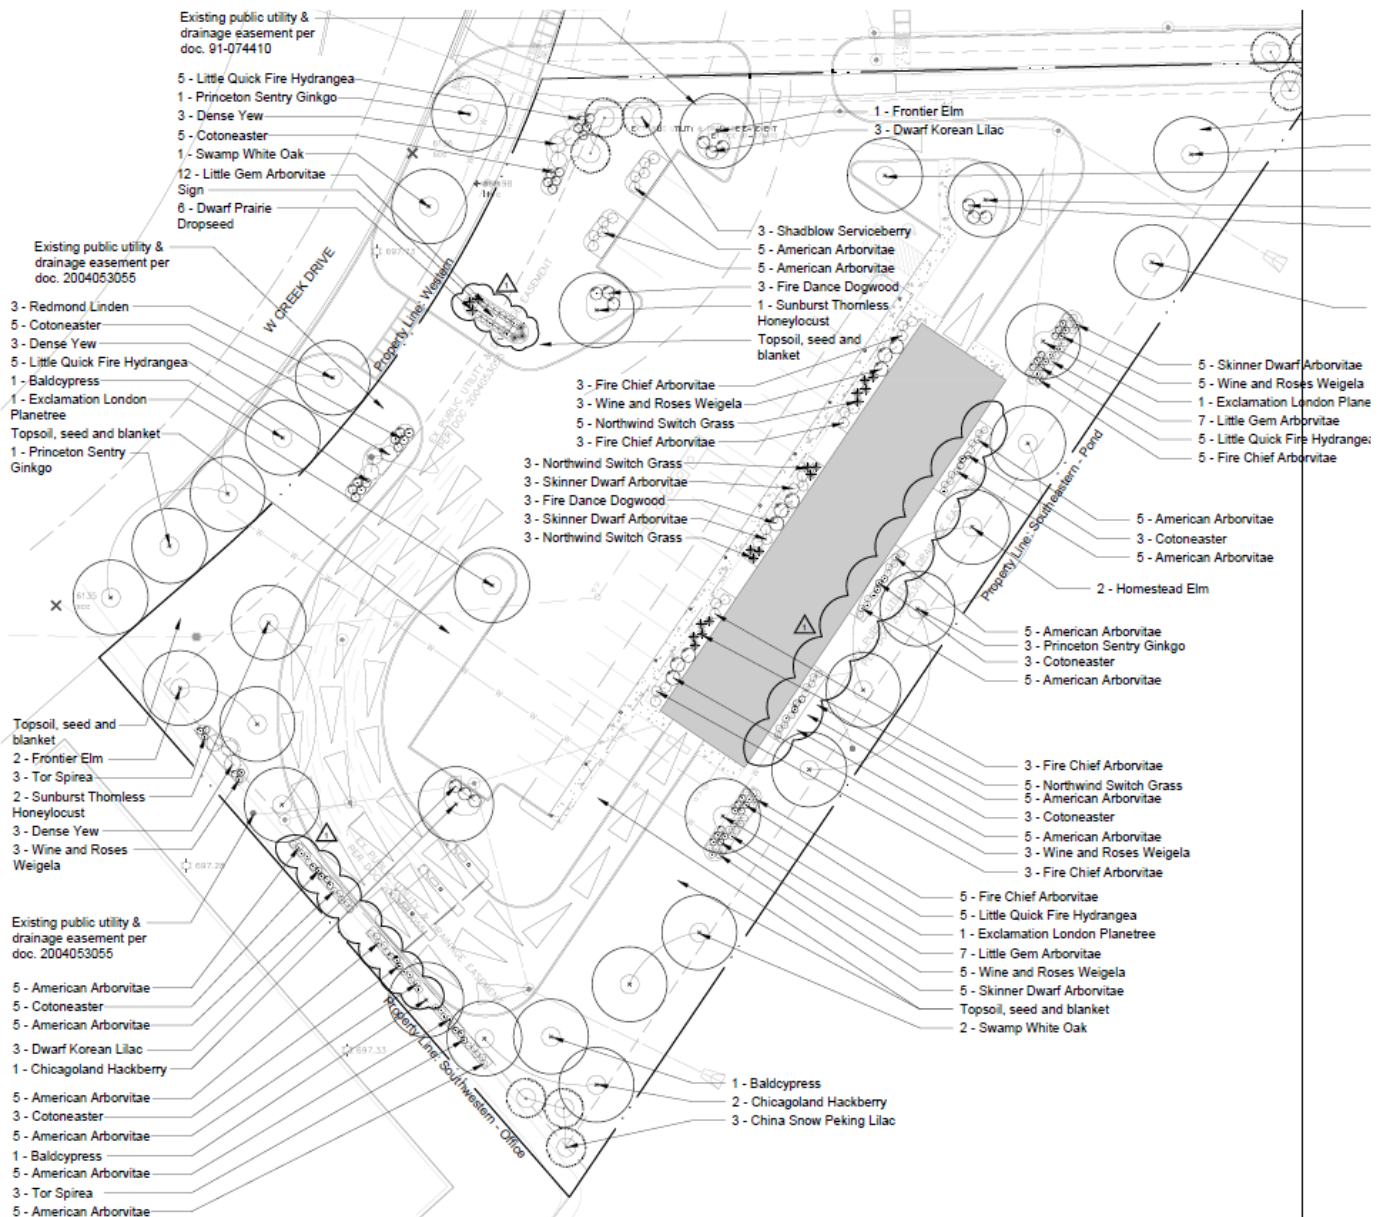 Existing public utility &
drainage easement per
doc. 91-074410
5 - Little Quick Fire Hydrangea
1 - Princeton Sentry Ginkgo
3 - Dense Yew
5 - Cotoneaster
1 - Swamp White Oak
12 - Little Gem Arborvitae
Sign
6 - Dwarf Prairie
Dropseed
Existing public utility &
drainage easement per
doc. 2004053055
3 - Redmond Linden
5 - Cotoneaster
3 - Dense Yew
5 - Little Quick Fire Hydrangea
1 - Baldcypress
1 - Exclamation London
Planetree
Topsoil, seed and blanket
1 - Princeton Sentry
Ginkgo
W CREEK DRIVE
Property Line: Western
EASEMENT
697.73
1
1 - Frontier Elm
3 - Dwarf Korean Lilac
3 - Shadblow Serviceberry
5 - American Arborvitae
5 - American Arborvitae
3 - Fire Dance Dogwood
1 - Sunburst Thornless
Honeylocust
Topsoil, seed and
blanket
3 - Fire Chief Arborvitae
3 - Wine and Roses Weigela
5 - Northwind Switch Grass
3 - Fire Chief Arborvitae
3 - Northwind Switch Grass
3 - Skinner Dwarf Arborvitae
3 - Fire Dance Dogwood
3 - Skinner Dwarf Arborvitae
3 - Northwind Switch Grass
5 - Skinner Dwarf Arborvitae
5 - Wine and Roses Weigela
1 - Exclamation London Plane
7 - Little Gem Arborvitae
5 - Little Quick Fire Hydrangea
5 - Fire Chief Arborvitae
Property Line: Southeastern - Pond
5 - American Arborvitae
3 - Cotoneaster
5 - American Arborvitae
2 - Homestead Elm
1
5 - American Arborvitae
3 - Princeton Sentry Ginkgo
3 - Cotoneaster
5 - American Arborvitae
3 - Fire Chief Arborvitae
5 - Northwind Switch Grass
5 - American Arborvitae
3 - Cotoneaster
5 - American Arborvitae
3 - Wine and Roses Weigela
3 - Fire Chief Arborvitae
5 - Fire Chief Arborvitae
5 - Little Quick Fire Hydrangea
1 - Exclamation London Planetree
7 - Little Gem Arborvitae
5 - Wine and Roses Weigela
5 - Skinner Dwarf Arborvitae
Topsoil, seed and blanket
2 - Swamp White Oak
Topsoil, seed and
blanket
2 - Frontier Elm
3 - Tor Spirea
2 - Sunburst Thornless
Honeylocust
3 - Dense Yew
3 - Wine and Roses
Weigela
697.28
1
Existing public utility &
drainage easement per
doc. 2004053055
5 - American Arborvitae
5 - Cotoneaster
5 - American Arborvitae
3 - Dwarf Korean Lilac
1 - Chicagoland Hackberry
5 - American Arborvitae
3 - Cotoneaster
5 - American Arborvitae
1 - Baldcypress
5 - American Arborvitae
3 - Tor Spirea
5 - American Arborvitae
697.33
Property Line: Southwestern - Office
1 - Baldcypress
2 - Chicagoland Hackberry
3 - China Snow Peking Lilac